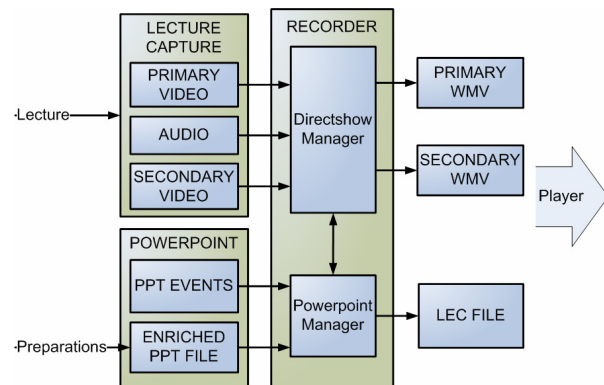 LECTURE
CAPTURE
PRIMARY
VIDEO
AUDIO
SECONDARY
VIDEO
Lecture
POWERPOINT
PPT EVENTS
ENRICHED
PPT FILE
Preparations
RECORDER
Directshow
Manager
Powerpoint
Manager
PRIMARY
WMV
SECONDARY
WMV
LEC FILE
Player